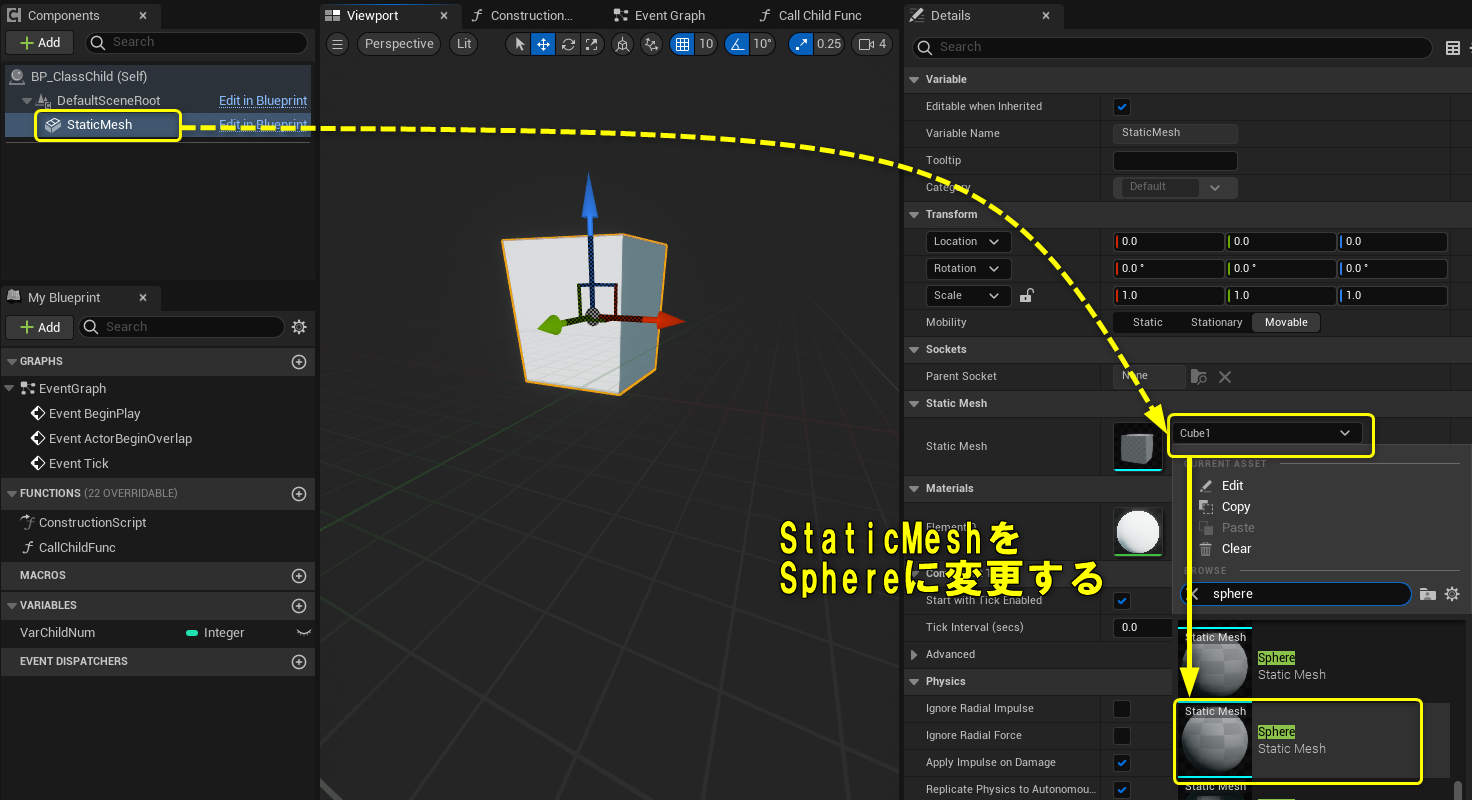 Components
Add
Search
BP_ClassChild (Self)
DefaultSceneRoot
Edit in Blueprint
StaticMesh
Edit in Blueprint
My Blueprint
Add
Search
GRAPHS
EventGraph
Event BeginPlay
Event ActorBeginOverlap
Event Tick
FUNCTIONS (22 OVERRIDABLE)
ConstructionScript
CallChildFunc
MACROS
VARIABLES
VarChildNum
Integer
EVENT DISPATCHERS
Viewport
Construction...
Event Graph
Call Child Func
Perspective
Lit
10
10°
0.25
4
StaticMeshを
Sphereに変更する
Details
Search
Variable
Editable when Inherited
Variable Name
StaticMesh
Tooltip
Category
Default
Transform
Location
0.0
0.0
0.0
Rotation
0.0 °
0.0 °
0.0 °
Scale
1.0
1.0
1.0
Mobility
Static
Stationary
Movable
Sockets
Parent Socket
None
Static Mesh
Static Mesh
Cube1
CURRENT ASSET
Edit
Copy
Paste
Clear
BROWSE
sphere
Static Mesh
Sphere
Static Mesh
Static Mesh
Sphere
Static Mesh
Static Mesh
Materials
Start with Tick Enabled
Tick Interval (secs)
0.0
Advanced
Physics
Ignore Radial Impulse
Ignore Radial Force
Apply Impulse on Damage
Replicate Physics to Autonomou...